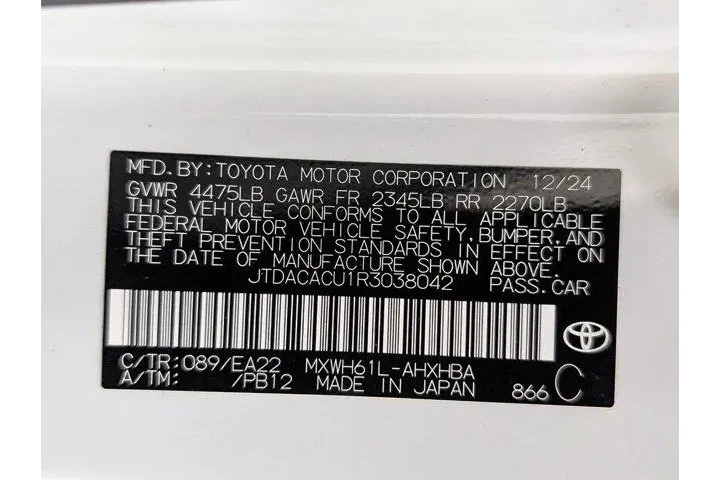 MFD.BY:TOYOTA MOTOR CORPORATION 12/24
GVWR 4475LB GAWR FR 2345LB RR 2270LB
THIS VEHICLE CONFORMS TO ALL APPLICABLE
FEDERAL MOTOR VEHICLE SAFETY,BUMPER,AND
THEFT PREVENTION STANDARDS IN EFFECT ON
THE DATE OF MANUFACTURE SHOWN ABOVE.
JTDACACU1R3038042 PASS.CAR
C/TR:089/EA22 MXWH61L-AHXHBA
A/TM: /PB12 MADE IN JAPAN 866 C